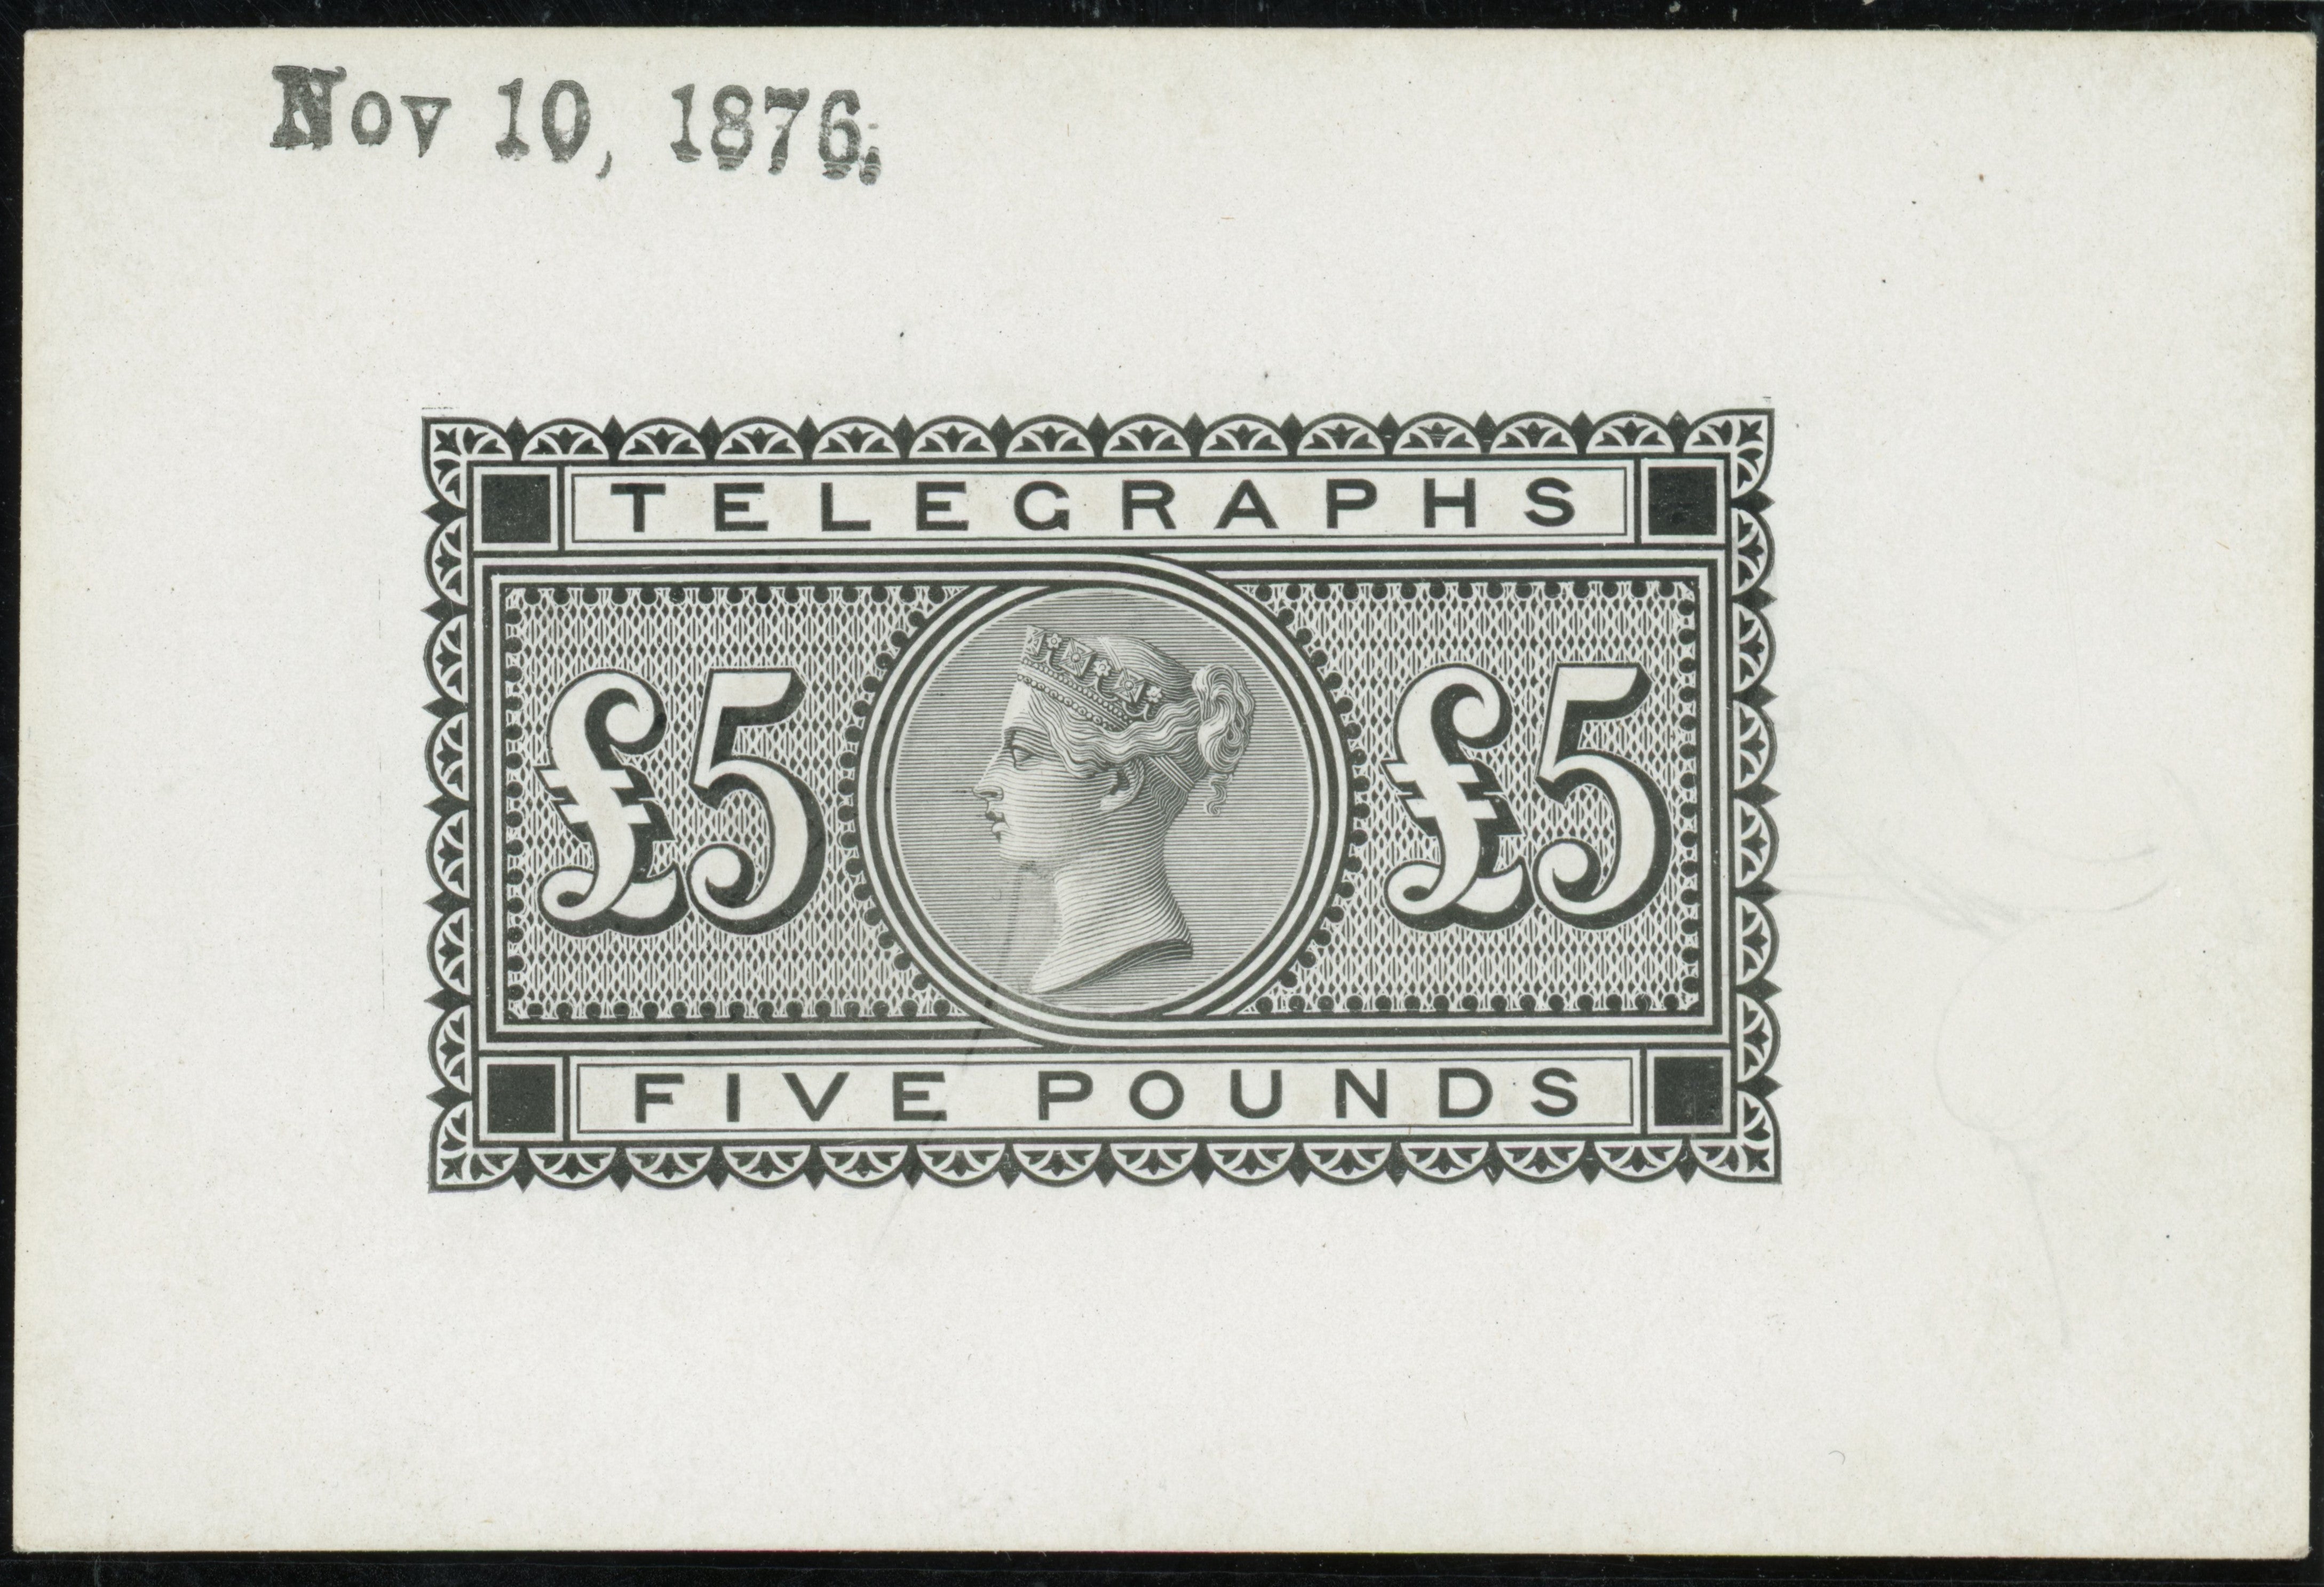 Nov 10, 1876.
TELEGRAPHS
£5 £5
FIVE POUNDS